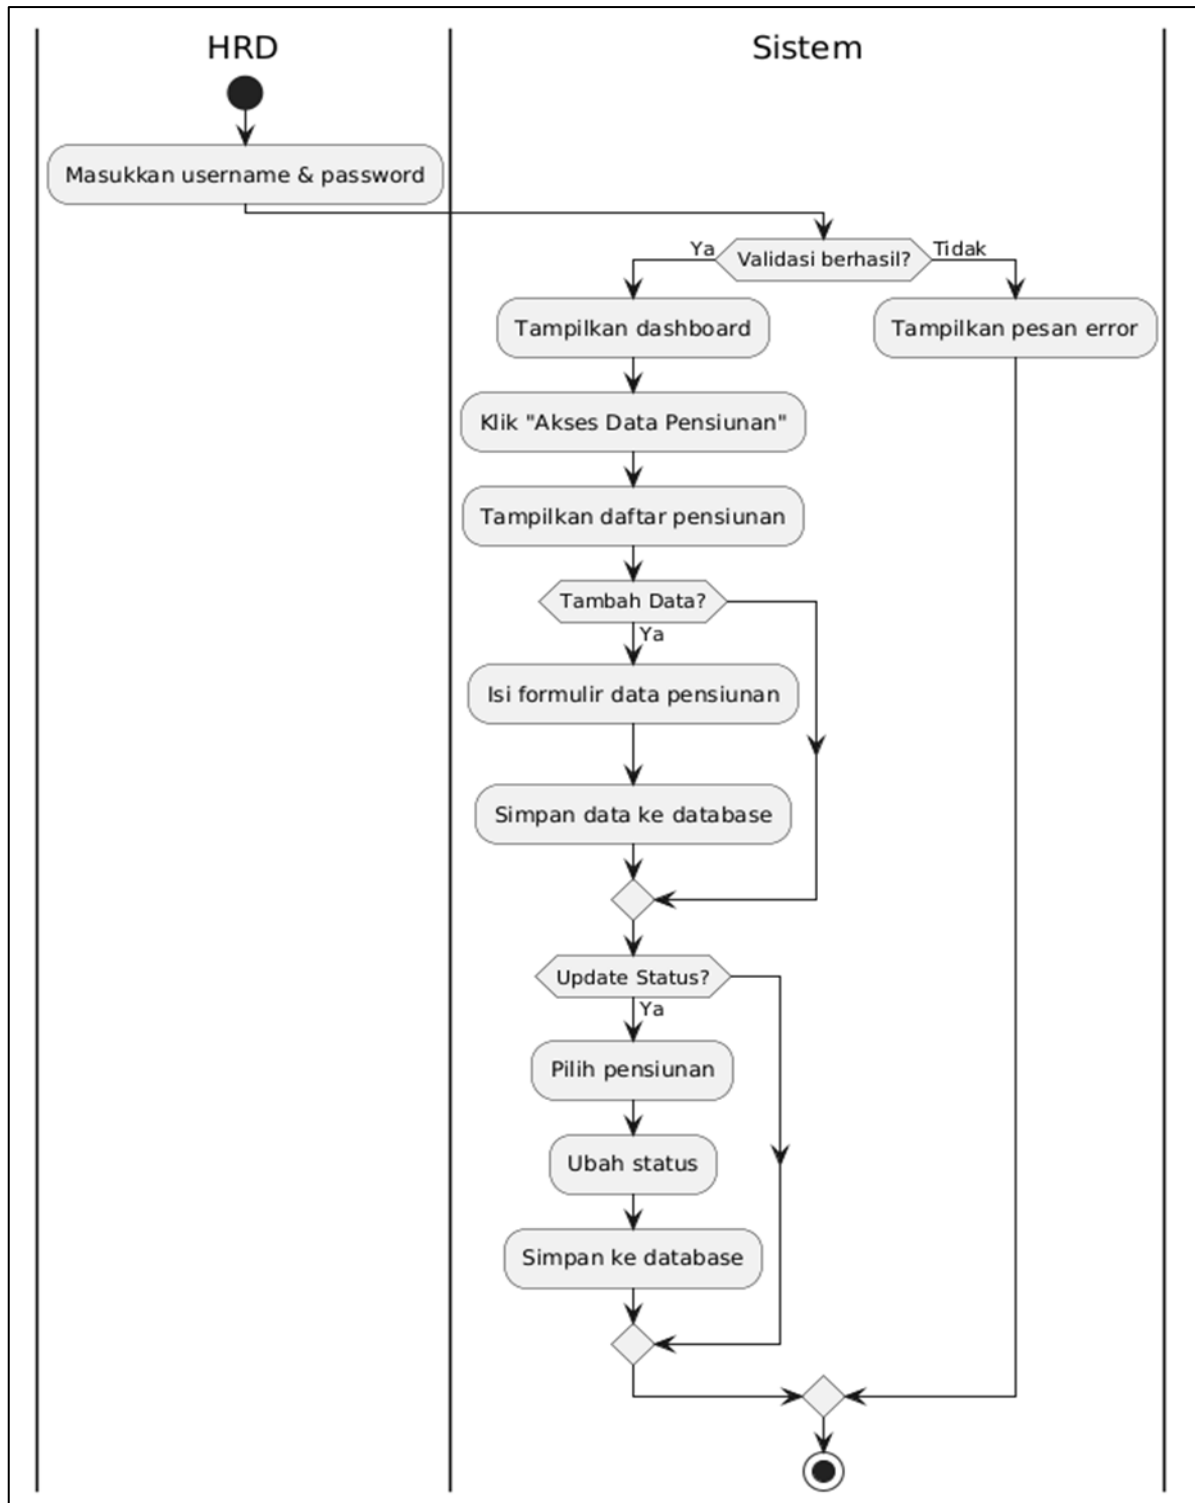 HRD
Sistem
Masukkan username & password
Ya
Validasi berhasil?
Tidak
Tampilkan dashboard
Tampilkan pesan error
Klik "Akses Data Pensiunan"
Tampilkan daftar pensiunan
Tambah Data?
Ya
Isi formulir data pensiunan
Simpan data ke database
Update Status?
Ya
Pilih pensiunan
Ubah status
Simpan ke database